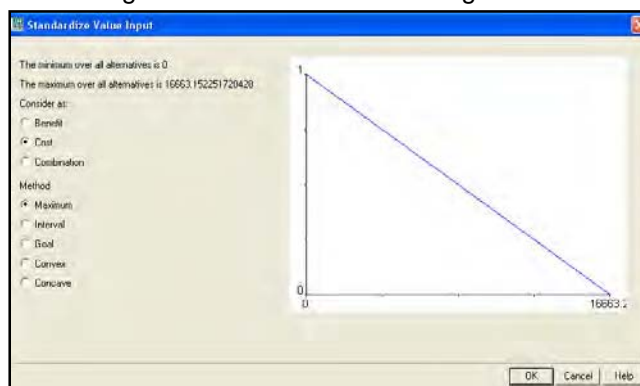 Standardize Value Input
The minimum over all alternatives is 0
The maximum over all alternatives is 16663.152251720428
Consider as:
Benefit
Cost
Combination
Method
Maximum
Interval
Goal
Convex
Concave
1
0
0
16663.2
OK
Cancel
Help